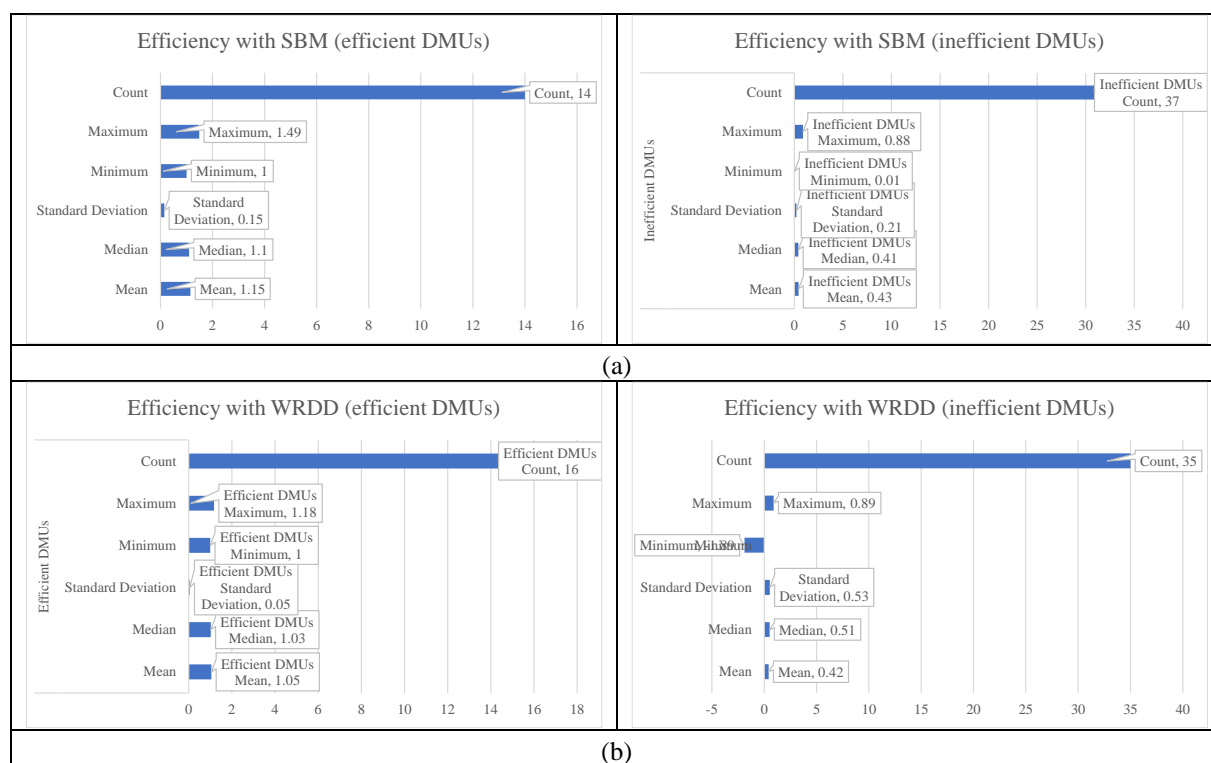 Efficiency with SBM (efficient DMUs)
Count
Count, 14
Maximum
Maximum, 1.49
Minimum
Minimum, 1
Standard Deviation
Standard
Deviation, 0.15
Median
Median, 1.1
Mean
Mean, 1.15
0 2 4 6 8 10 12 14 16
Efficiency with SBM (inefficient DMUs)
Inefficient DMUs
Count
Inefficient DMUs
Count, 37
Maximum
Inefficient DMUs
Maximum, 0.88
Minimum
Inefficient DMUs
Minimum, 0.01
Standard Deviation
Inefficient DMUs
Standard
Deviation, 0.21
Median
Inefficient DMUs
Median, 0.41
Mean
Inefficient DMUs
Mean, 0.43
0 5 10 15 20 25 30 35 40
(a)
Efficiency with WRDD (efficient DMUs)
Efficient DMUs
Count
Efficient DMUs
Count, 16
Maximum
Efficient DMUs
Maximum, 1.18
Minimum
Efficient DMUs
Minimum, 1
Standard Deviation
Efficient DMUs
Standard
Deviation, 0.05
Median
Efficient DMUs
Median, 1.03
Mean
Efficient DMUs
Mean, 1.05
0 2 4 6 8 10 12 14 16 18
Efficiency with WRDD (inefficient DMUs)
Count
Count, 35
Maximum
Maximum, 0.89
Minimum
Minimum, -1.89
Standard Deviation
Standard
Deviation, 0.53
Median
Median, 0.51
Mean
Mean, 0.42
-5 0 5 10 15 20 25 30 35 40
(b)